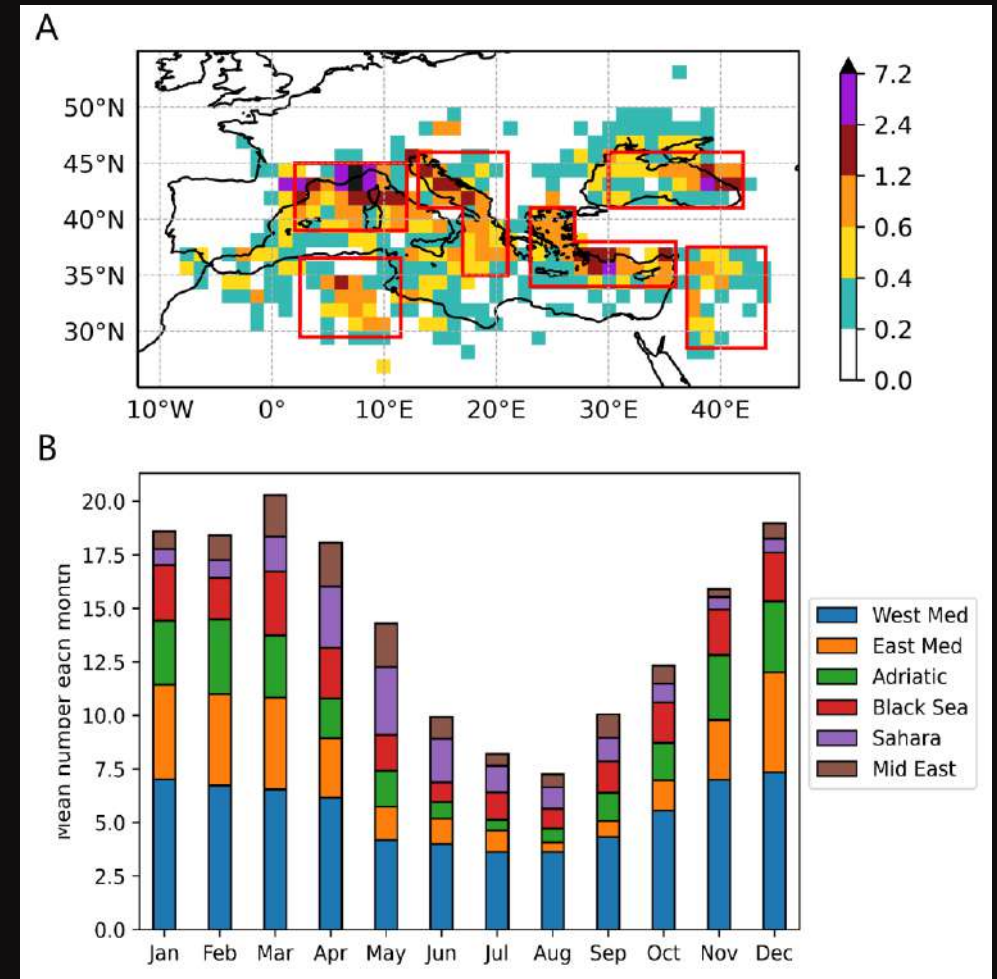 A
50°N
45°N
40°N
35°N
30°N
10°W 0° 10°E 20°E 30°E 40°E
7.2
2.4
1.2
0.6
0.4
0.2
0.0
B
Mean number each month
20.0
17.5
15.0
12.5
10.0
7.5
5.0
2.5
0.0
Jan Feb Mar Apr May Jun Jul Aug Sep Oct Nov Dec
West Med
East Med
Adriatic
Black Sea
Sahara
Mid East